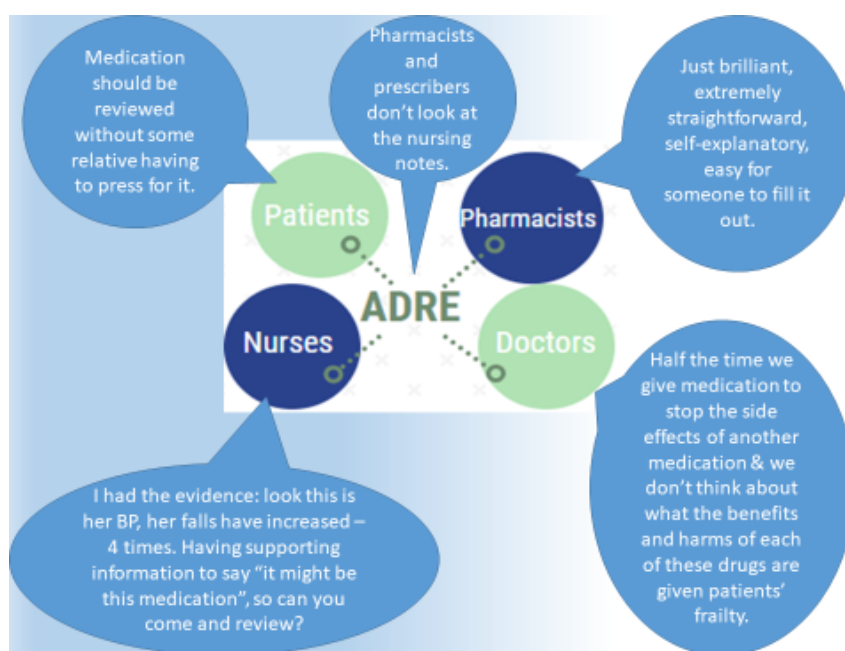 Medication
should be
reviewed
without some
relative having
to press for it.
Pharmacists
and
prescribers
don't look at
the nursing
notes.
Just brilliant,
extremely
straightforward,
self-explanatory,
easy for
someone to fill it
out.
Patients
Pharmacists
ADRE
Nurses
Doctors
I had the evidence: look this is
her BP, her falls have increased –
4 times. Having supporting
information to say "it might be
this medication", so can you
come and review?
Half the time we
give medication to
stop the side
effects of another
medication & we
don't think about
what the benefits
and harms of each
of these drugs are
given patients'
frailty.